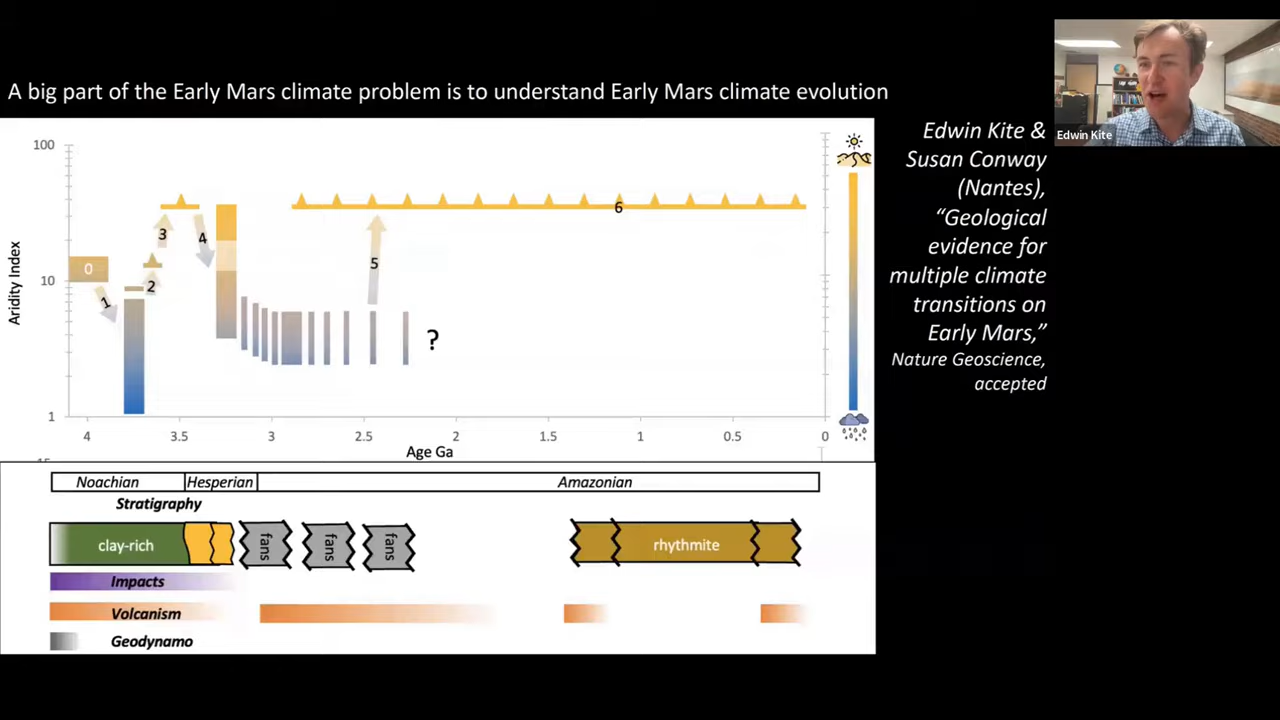 A big part of the Early Mars climate problem is to understand Early Mars climate evolution
Edwin Kite
Edwin Kite &
Susan Conway
(Nantes),
“Geological
evidence for
multiple climate
transitions on
Early Mars,”
Nature Geoscience,
accepted
100
10
1
Aridity Index
0
1
2
3
4
5
6
?
4
3.5
3
2.5
2
1.5
1
0.5
0
Age Ga
Noachian
Hesperian
Amazonian
Stratigraphy
clay-rich
fans
fans
fans
rhythmite
Impacts
Volcanism
Geodynamo